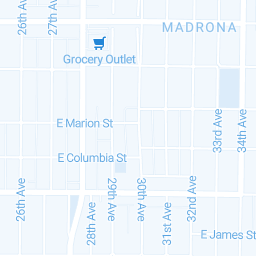 26th Ave
27th Ave
MADRONA
Grocery Outlet
E Marion St
33rd Ave
34th Ave
E Columbia St
26th Ave
28th Ave
29th Ave
30th Ave
31st Ave
32nd Ave
E James St